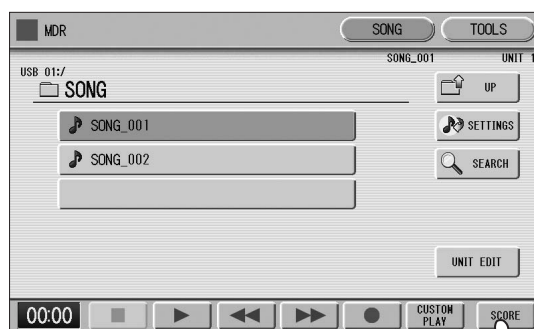 MDR
SONG
TOOLS
SONG_001
UNIT 1
USB 01:/
SONG
UP
SONG_001
SETTINGS
SONG_002
SEARCH
UNIT EDIT
00:00
CUSTOM
PLAY
SCORE